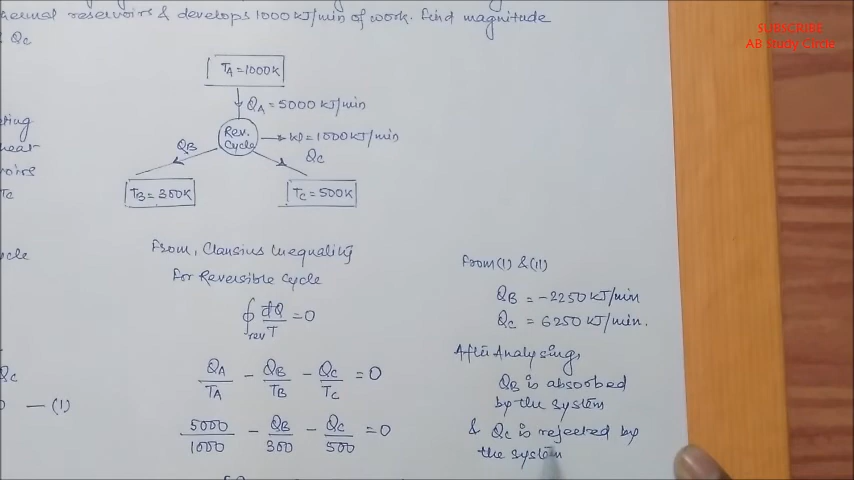 thermal reservoirs & develops 1000 KJ/min of work. Find magnitude
Qc
SUBSCRIBE
AB Study Circle
TA = 1000K
QA = 5000 KJ/min
Rev.
Cycle
W = 1000 KJ/min
QB
Qc
TB = 300K
Tc = 500K
Tc
From, Clausius Inequality
For Reversible Cycle
∮rev dQ/T = 0
QA/TA - QB/TB - Qc/Tc = 0
5000/1000 - QB/300 - Qc/500 = 0
Qc
— (1)
From (1) & (11)
QB = -2250 KJ/min
Qc = 6250 KJ/min.
After Analysing,
QB is absorbed
by the system
& Qc is rejected by
the system